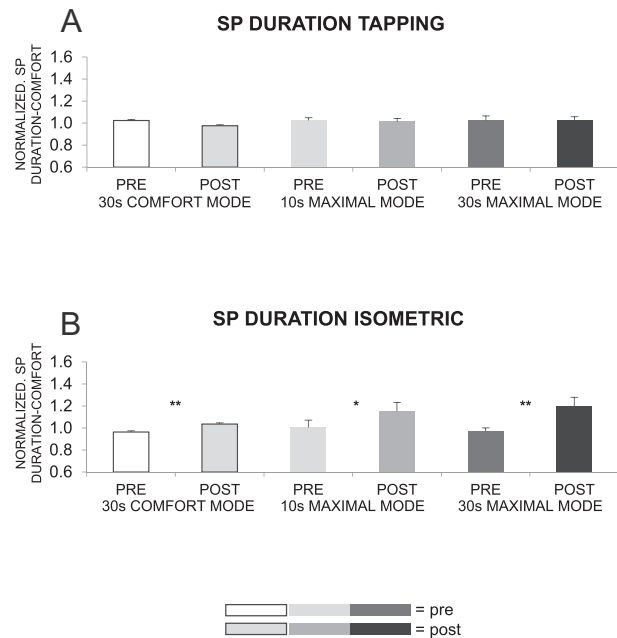 A
SP DURATION TAPPING
NORMALIZED. SP
DURATION-COMFORT
1.6
1.4
1.2
1.0
0.8
0.6
PRE POST PRE POST PRE POST
30s COMFORT MODE 10s MAXIMAL MODE 30s MAXIMAL MODE
B
SP DURATION ISOMETRIC
NORMALIZED. SP
DURATION-COMFORT
1.6
1.4
1.2
1.0
0.8
0.6
** * **
PRE POST PRE POST PRE POST
30s COMFORT MODE 10s MAXIMAL MODE 30s MAXIMAL MODE
= pre
= post